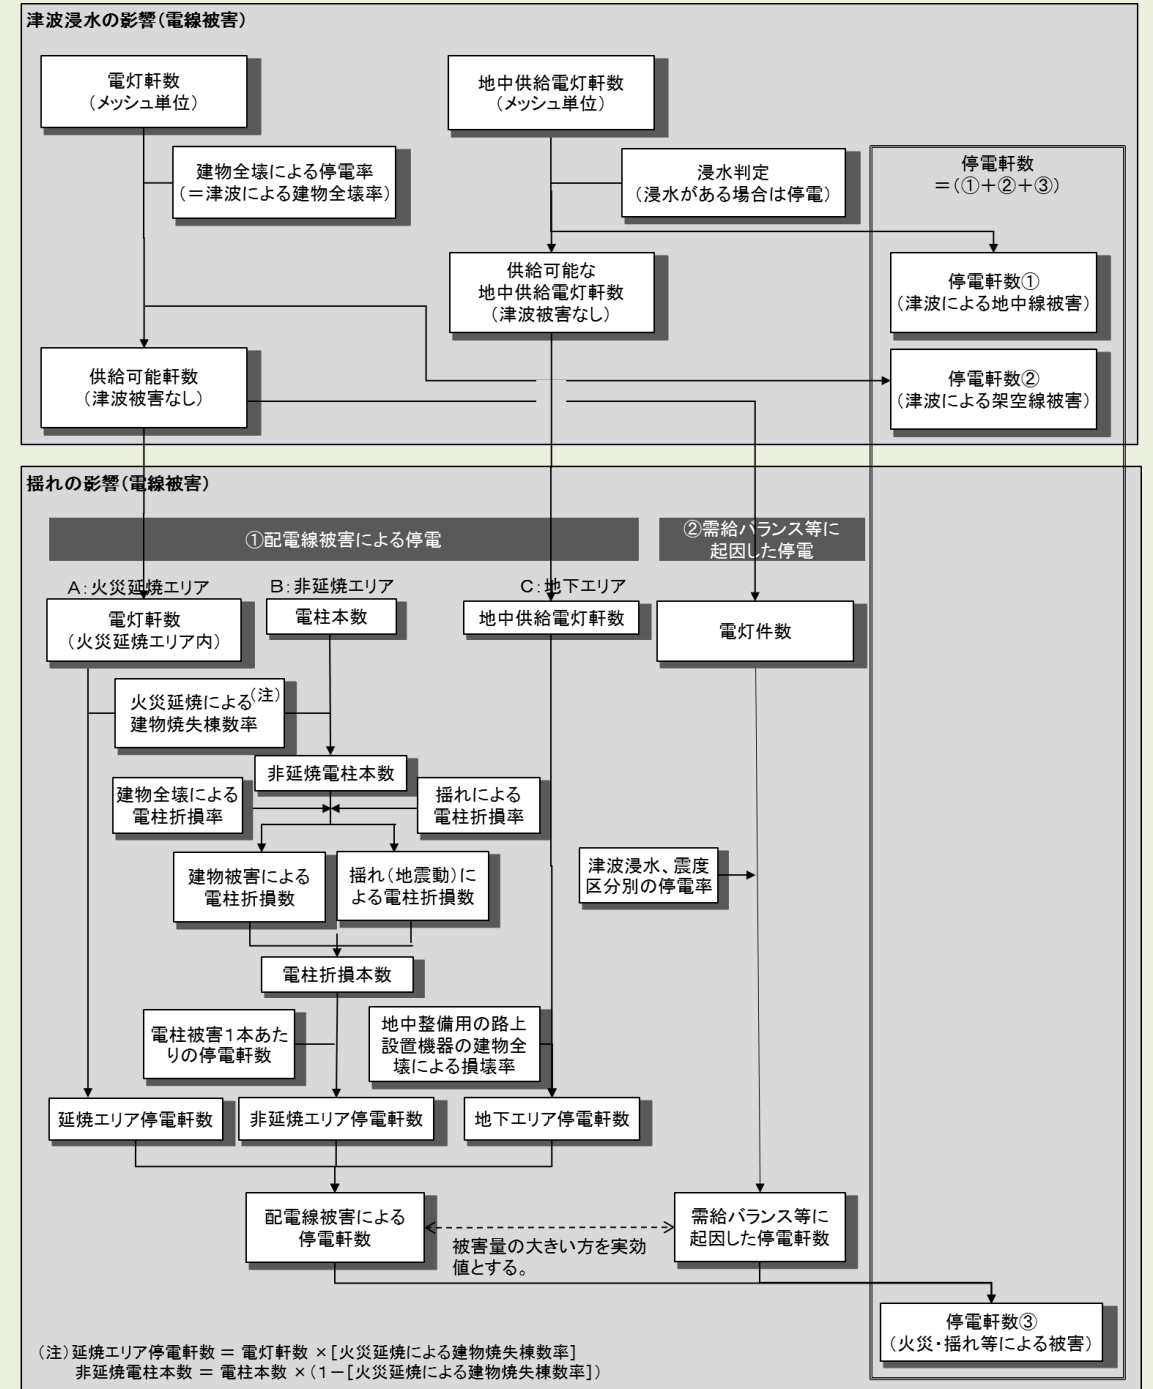 津波浸水の影響(電線被害)
電灯軒数
(メッシュ単位)
地中供給電灯軒数
(メッシュ単位)
建物全壊による停電率
(=津波による建物全壊率)
浸水判定
(浸水がある場合は停電)
停電軒数
=(①+②+③)
供給可能な
地中供給電灯軒数
(津波被害なし)
停電軒数①
(津波による地中線被害)
供給可能軒数
(津波被害なし)
停電軒数②
(津波による架空線被害)
揺れの影響(電線被害)
①配電線被害による停電
②需給バランス等に
起因した停電
A:火災延焼エリア
B:非延焼エリア
C:地下エリア
電灯軒数
(火災延焼エリア内)
電柱本数
地中供給電灯軒数
電灯件数
火災延焼による(注)
建物焼失棟数率
非延焼電柱本数
建物全壊による
電柱折損率
揺れによる
電柱折損率
建物被害による
電柱折損数
揺れ(地震動)に
よる電柱折損数
津波浸水、震度
区分別の停電率
電柱折損本数
電柱被害1本あた
りの停電軒数
地中整備用の路上
設置機器の建物全
壊による損壊率
延焼エリア停電軒数
非延焼エリア停電軒数
地下エリア停電軒数
配電線被害による
停電軒数
被害量の大きい方を実効
値とする。
需給バランス等に
起因した停電軒数
停電軒数③
(火災・揺れ等による被害)
(注)延焼エリア停電軒数 = 電灯軒数 ×[火災延焼による建物焼失棟数率]
非延焼電柱本数 = 電柱本数 ×(1-[火災延焼による建物焼失棟数率])